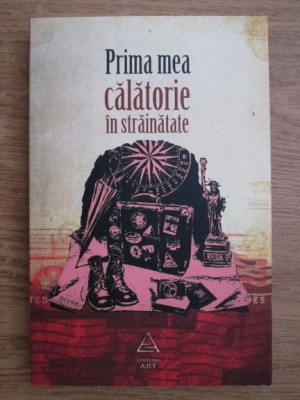 Prima mea
călătorie
în străinătate
EDITURA
ART